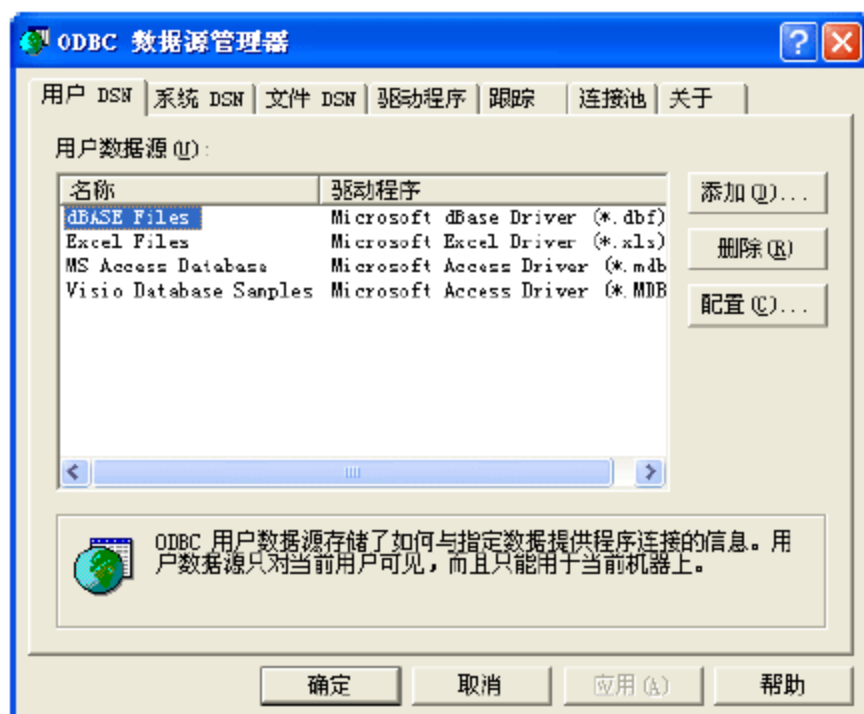 ODBC 数据源管理器
用户 DSN 系统 DSN 文件 DSN 驱动程序 跟踪 连接池 关于
用户数据源(U):
名称 驱动程序
添加(D)...
dBASE Files Microsoft dBase Driver (*.dbf)
Excel Files Microsoft Excel Driver (*.xls)
删除(R)
MS Access Database Microsoft Access Driver (*.mdb
Visio Database Samples Microsoft Access Driver (*.MDB
配置(C)...
ODBC 用户数据源存储了如何与指定数据提供程序连接的信息。用
户数据源只对当前用户可见，而且只能用于当前机器上。
确定 取消 应用(A) 帮助